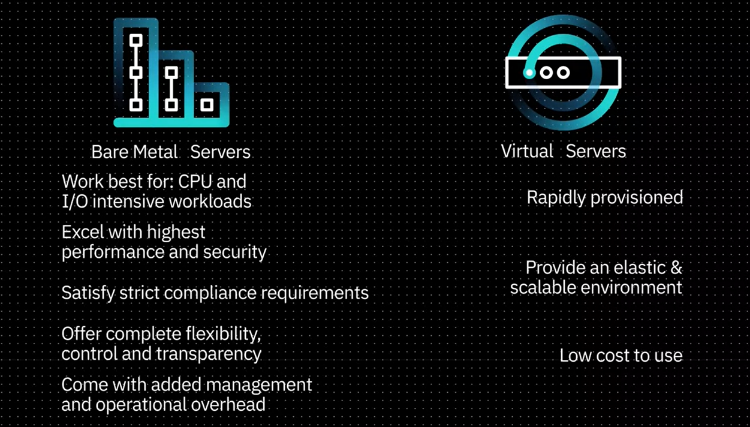 Bare Metal Servers
Work best for: CPU and
I/O intensive workloads
Excel with highest
performance and security
Satisfy strict compliance requirements
Offer complete flexibility,
control and transparency
Come with added management
and operational overhead
Virtual Servers
Rapidly provisioned
Provide an elastic &
scalable environment
Low cost to use